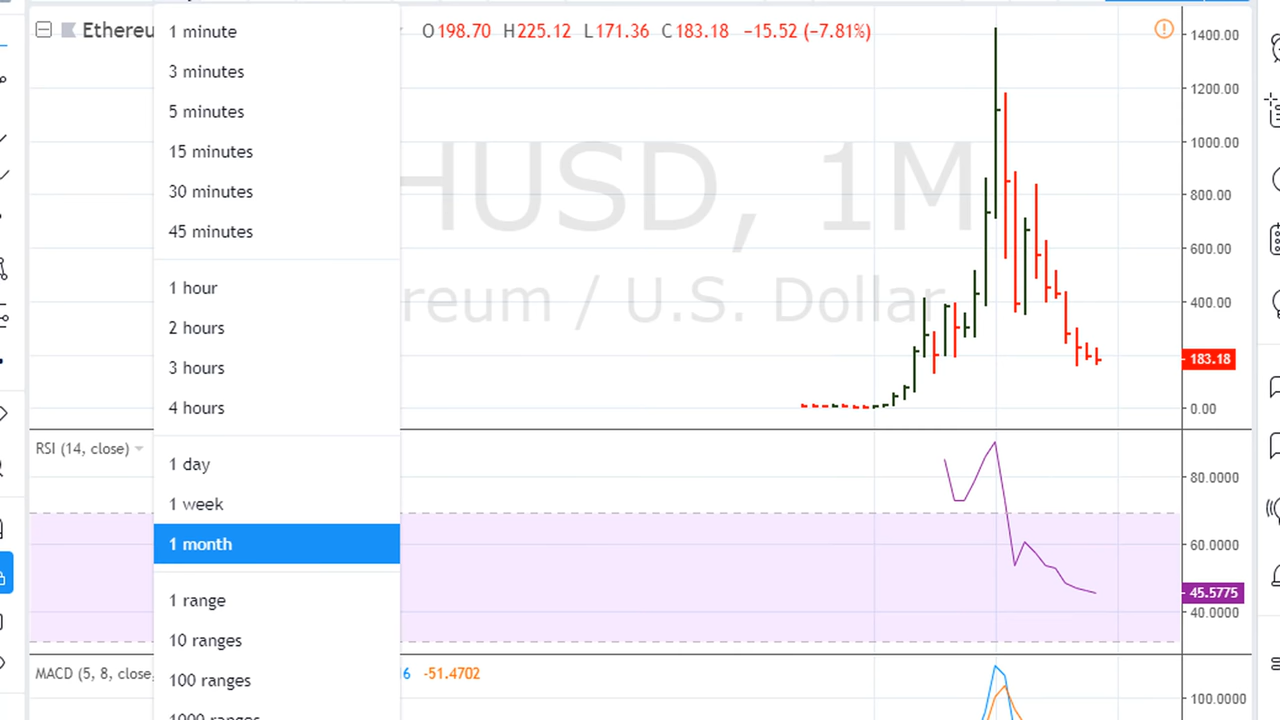 Ethereu
O198.70 H225.12 L171.36 C183.18 −15.52 (−7.81%)
1 minute
3 minutes
5 minutes
15 minutes
30 minutes
45 minutes
1 hour
2 hours
3 hours
4 hours
1 day
1 week
1 month
1 range
10 ranges
100 ranges
1000 ranges
HUSD, 1M
reum / U.S. Dollar
1400.00
1200.00
1000.00
800.00
600.00
400.00
183.18
0.00
RSI (14, close)
80.0000
60.0000
45.5775
40.0000
MACD (5, 8, close,
6 -51.4702
100.0000